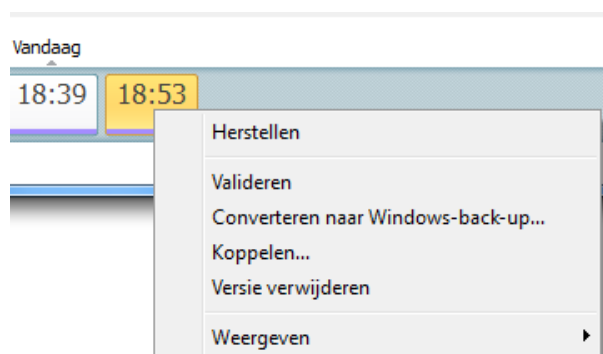 Vandaag
18:39 18:53
Herstellen
Valideren
Converteren naar Windows-back-up...
Koppelen...
Versie verwijderen
Weergeven